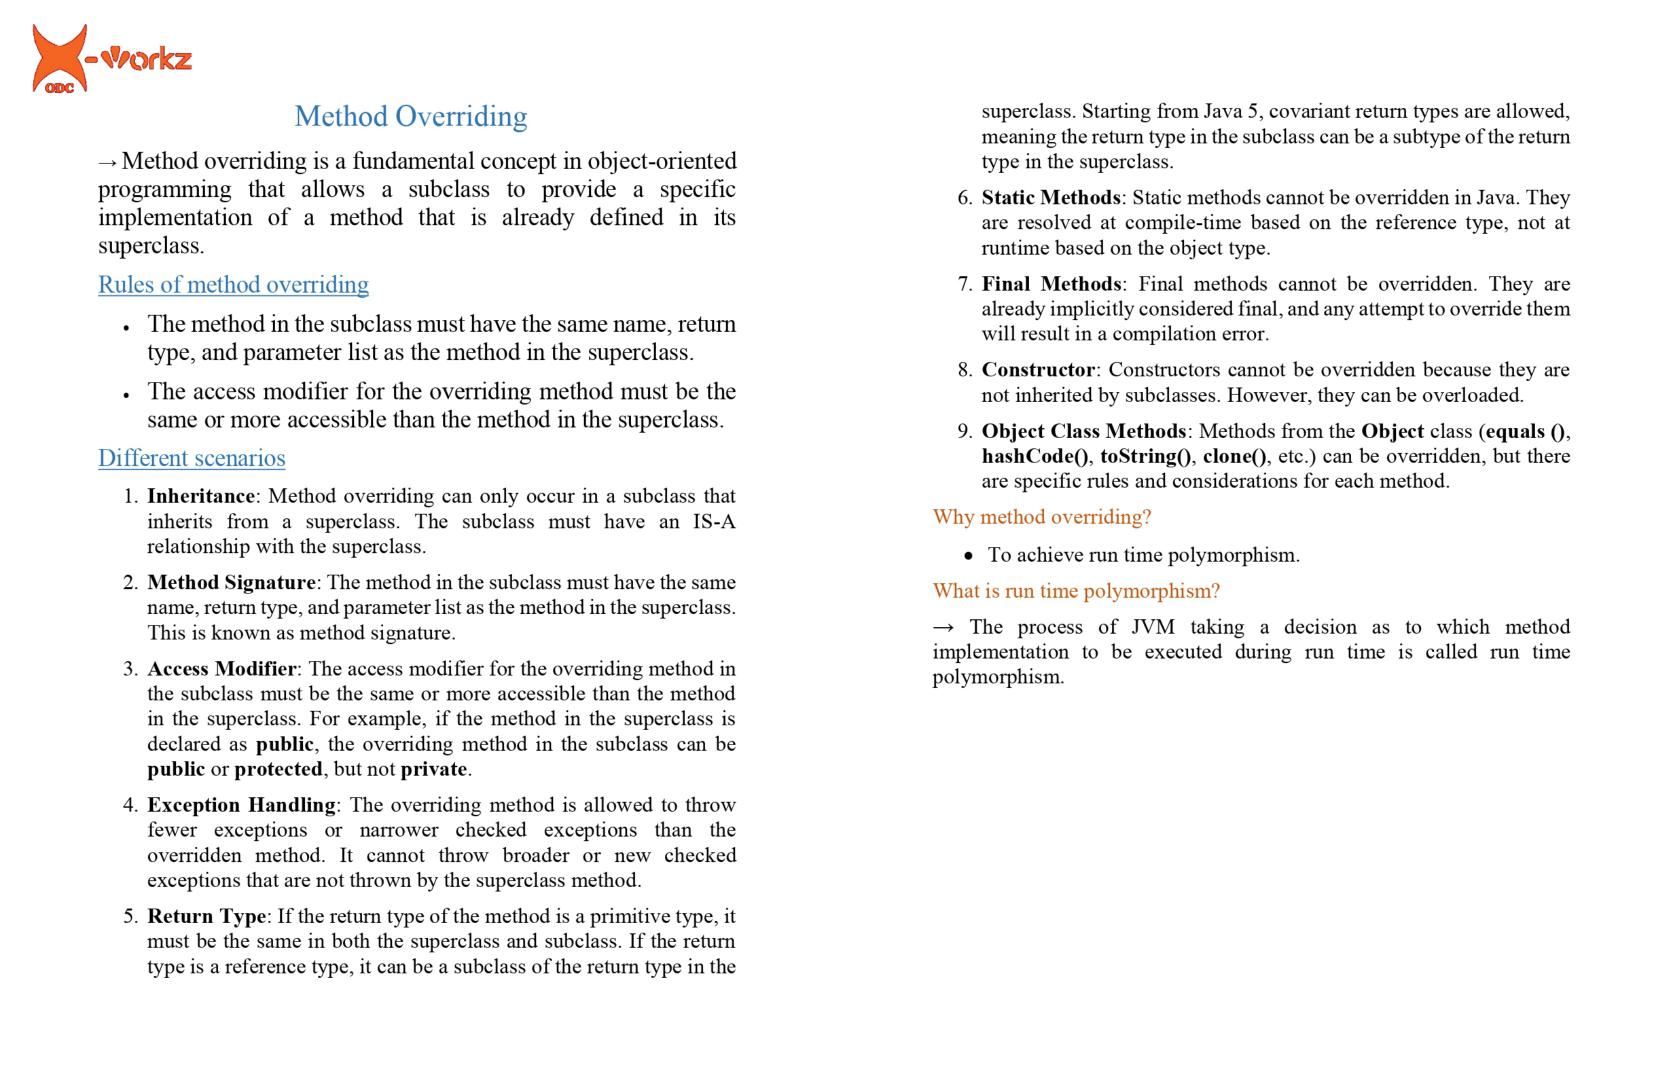 X-workz
ODC
Method Overriding
→ Method overriding is a fundamental concept in object-oriented
programming that allows a subclass to provide a specific
implementation of a method that is already defined in its
superclass.
Rules of method overriding
• The method in the subclass must have the same name, return
type, and parameter list as the method in the superclass.
• The access modifier for the overriding method must be the
same or more accessible than the method in the superclass.
Different scenarios
1. Inheritance: Method overriding can only occur in a subclass that
inherits from a superclass. The subclass must have an IS-A
relationship with the superclass.
2. Method Signature: The method in the subclass must have the same
name, return type, and parameter list as the method in the superclass.
This is known as method signature.
3. Access Modifier: The access modifier for the overriding method in
the subclass must be the same or more accessible than the method
in the superclass. For example, if the method in the superclass is
declared as public, the overriding method in the subclass can be
public or protected, but not private.
4. Exception Handling: The overriding method is allowed to throw
fewer exceptions or narrower checked exceptions than the
overridden method. It cannot throw broader or new checked
exceptions that are not thrown by the superclass method.
5. Return Type: If the return type of the method is a primitive type, it
must be the same in both the superclass and subclass. If the return
type is a reference type, it can be a subclass of the return type in the
superclass. Starting from Java 5, covariant return types are allowed,
meaning the return type in the subclass can be a subtype of the return
type in the superclass.
6. Static Methods: Static methods cannot be overridden in Java. They
are resolved at compile-time based on the reference type, not at
runtime based on the object type.
7. Final Methods: Final methods cannot be overridden. They are
already implicitly considered final, and any attempt to override them
will result in a compilation error.
8. Constructor: Constructors cannot be overridden because they are
not inherited by subclasses. However, they can be overloaded.
9. Object Class Methods: Methods from the Object class (equals (),
hashCode(), toString(), clone(), etc.) can be overridden, but there
are specific rules and considerations for each method.
Why method overriding?
• To achieve run time polymorphism.
What is run time polymorphism?
→ The process of JVM taking a decision as to which method
implementation to be executed during run time is called run time
polymorphism.